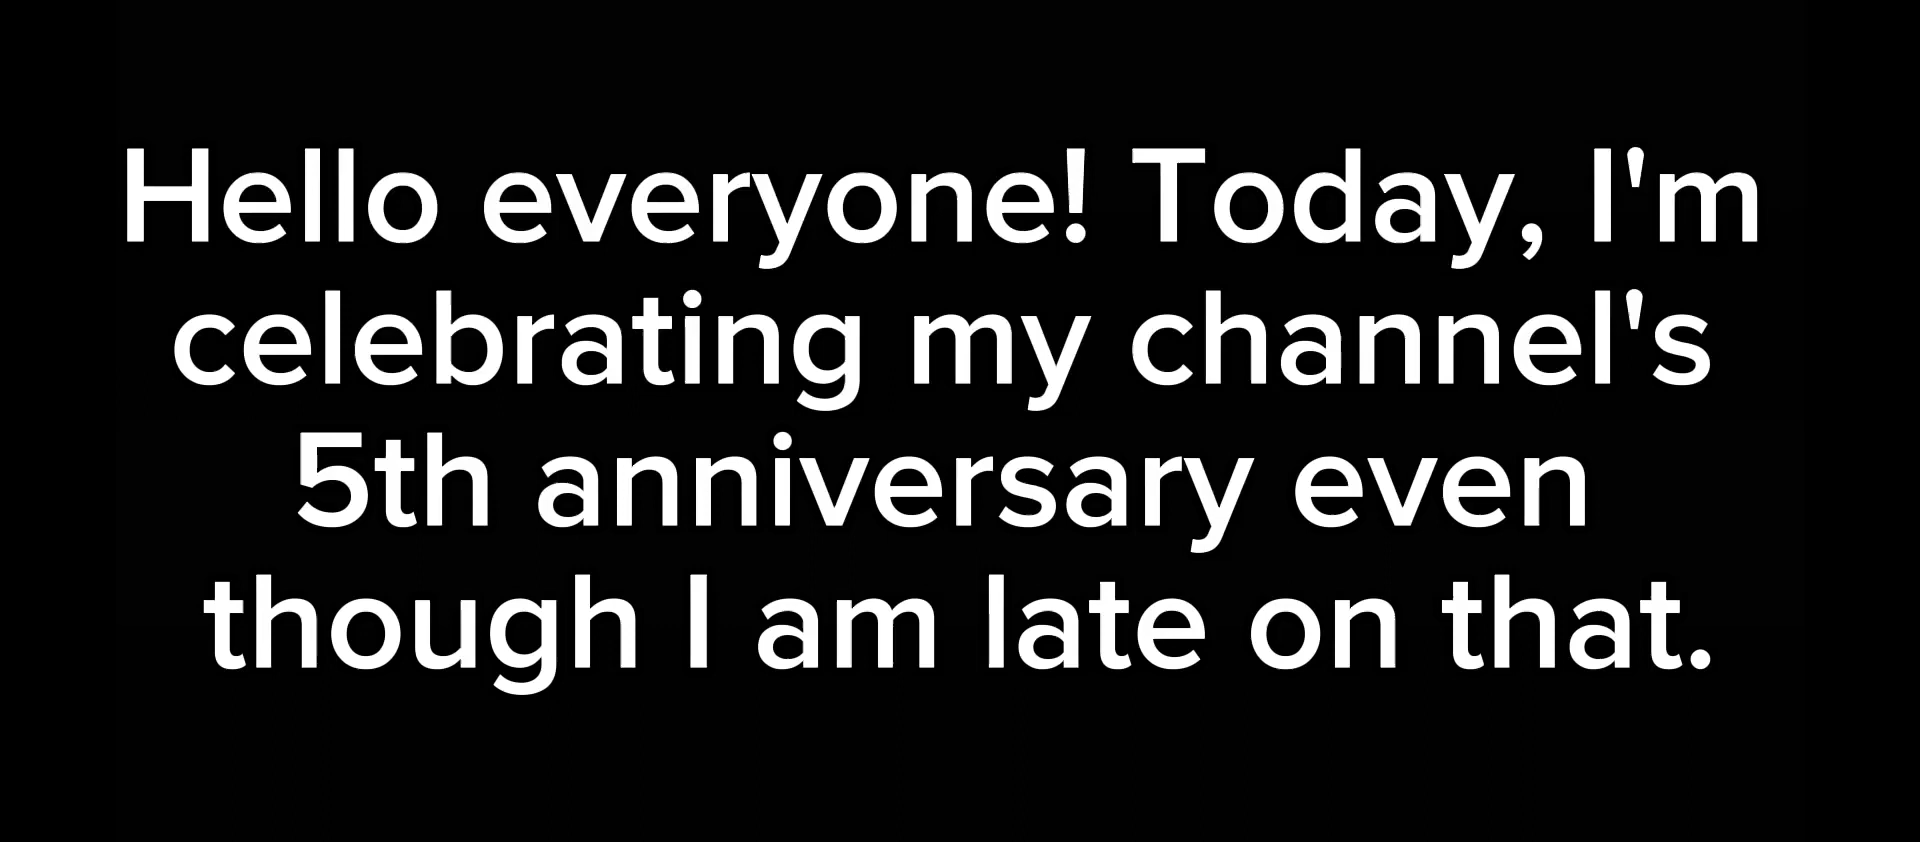 Hello everyone! Today, I'm
celebrating my channel's
5th anniversary even
though I am late on that.